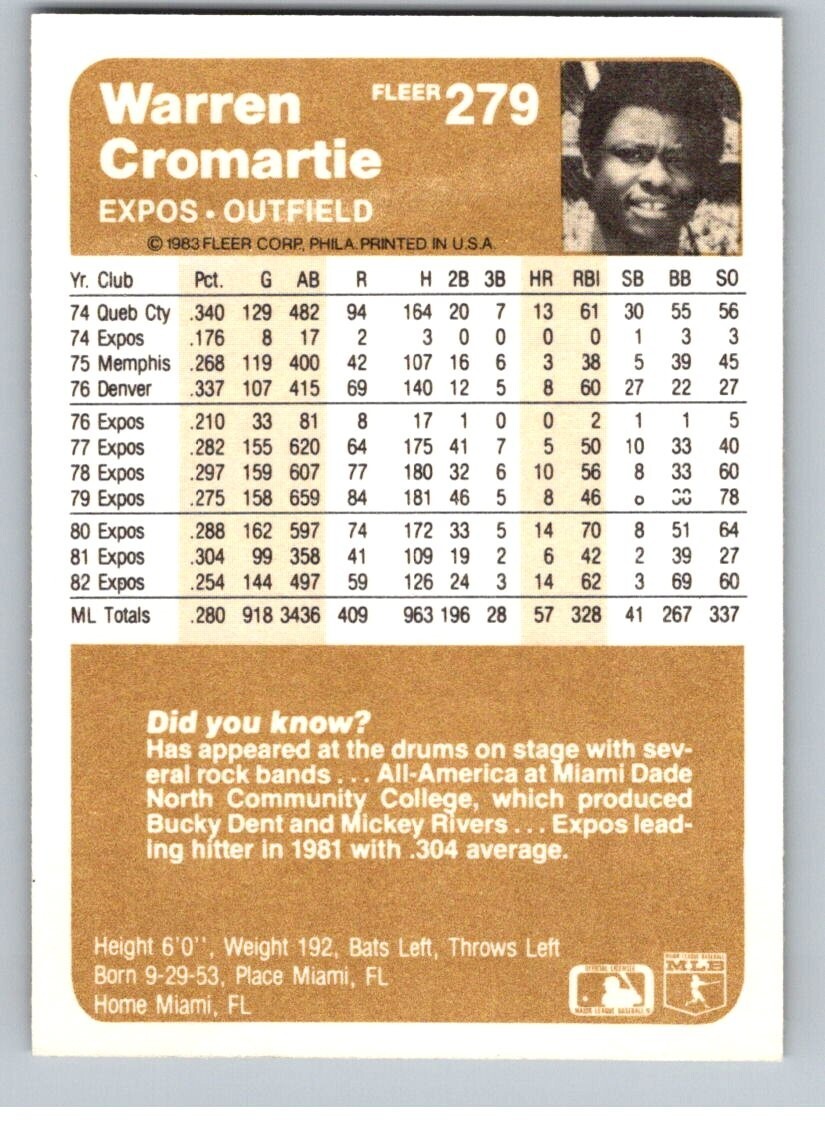 Warren
Cromartie
FLEER 279
EXPOS • OUTFIELD
© 1983 FLEER CORP., PHILA. PRINTED IN U.S.A.
Yr. Club Pct. G AB R H 2B 3B HR RBI SB BB SO
74 Queb Cty .340 129 482 94 164 20 7 13 61 30 55 56
74 Expos .176 8 17 2 3 0 0 0 0 1 3 3
75 Memphis .268 119 400 42 107 16 6 3 38 5 39 45
76 Denver .337 107 415 69 140 12 5 8 60 27 22 27
76 Expos .210 33 81 8 17 1 0 0 2 1 1 5
77 Expos .282 155 620 64 175 41 7 5 50 10 33 40
78 Expos .297 159 607 77 180 32 6 10 56 8 33 60
79 Expos .275 158 659 84 181 46 5 8 46 78
80 Expos .288 162 597 74 172 33 5 14 70 8 51 64
81 Expos .304 99 358 41 109 19 2 6 42 2 39 27
82 Expos .254 144 497 59 126 24 3 14 62 3 69 60
ML Totals .280 918 3436 409 963 196 28 57 328 41 267 337
Did you know?
Has appeared at the drums on stage with sev-
eral rock bands . . . All-America at Miami Dade
North Community College, which produced
Bucky Dent and Mickey Rivers . . . Expos lead-
ing hitter in 1981 with .304 average.
Height 6'0", Weight 192, Bats Left, Throws Left
Born 9-29-53, Place Miami, FL
Home Miami, FL
OFFICIAL LICENSEE
MAJOR LEAGUE BASEBALL
MAJOR LEAGUE BASEBALL
MLB